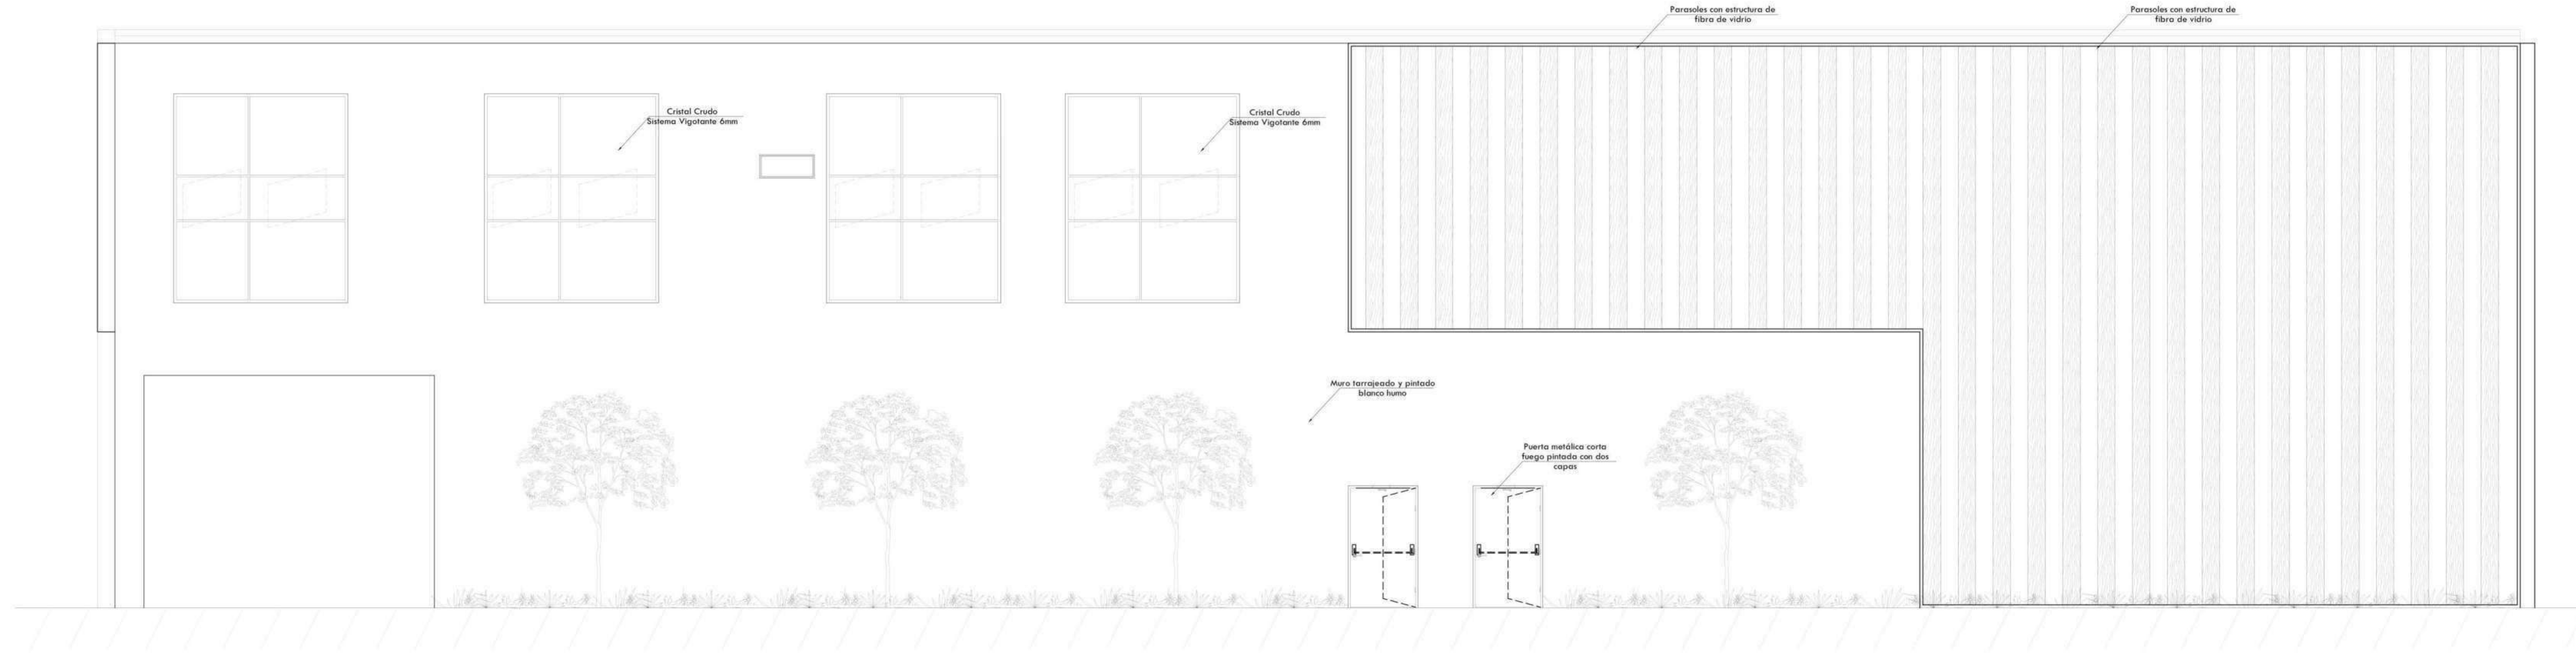 Parasoles con estructura de
fibra de vidrio
Parasoles con estructura de
fibra de vidrio
Cristal Crudo
Sistema Vigotante 6mm
Cristal Crudo
Sistema Vigotante 6mm
Muro tarrajeado y pintado
blanco humo
Puerta metálica corta
fuego pintada con dos
capas